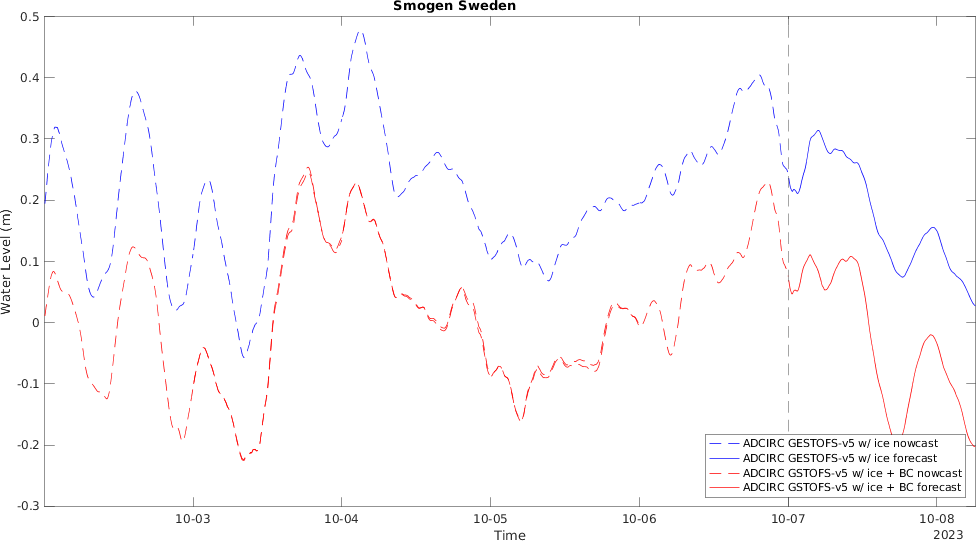 Smogen Sweden
0.5
0.4
0.3
0.2
0.1
0
-0.1
-0.2
-0.3
Water Level (m)
10-03
10-04
10-05
10-06
10-07
10-08
Time
2023
ADCIRC GESTOFS-v5 w/ ice nowcast
ADCIRC GESTOFS-v5 w/ ice forecast
ADCIRC GSTOFS-v5 w/ ice + BC nowcast
ADCIRC GSTOFS-v5 w/ ice + BC forecast